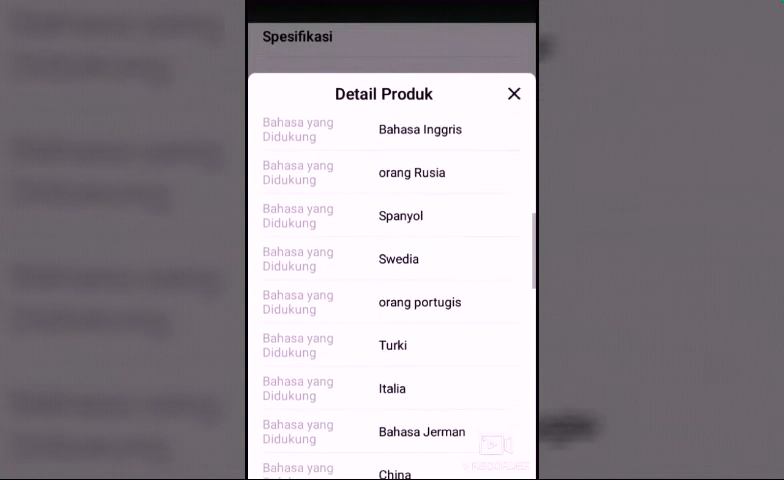 Spesifikasi
Detail Produk
Bahasa yang
Didukung
Bahasa Inggris
Bahasa yang
Didukung
orang Rusia
Bahasa yang
Didukung
Spanyol
Bahasa yang
Didukung
Swedia
Bahasa yang
Didukung
orang portugis
Bahasa yang
Didukung
Turki
Bahasa yang
Didukung
Italia
Bahasa yang
Didukung
Bahasa Jerman
Bahasa yang
China